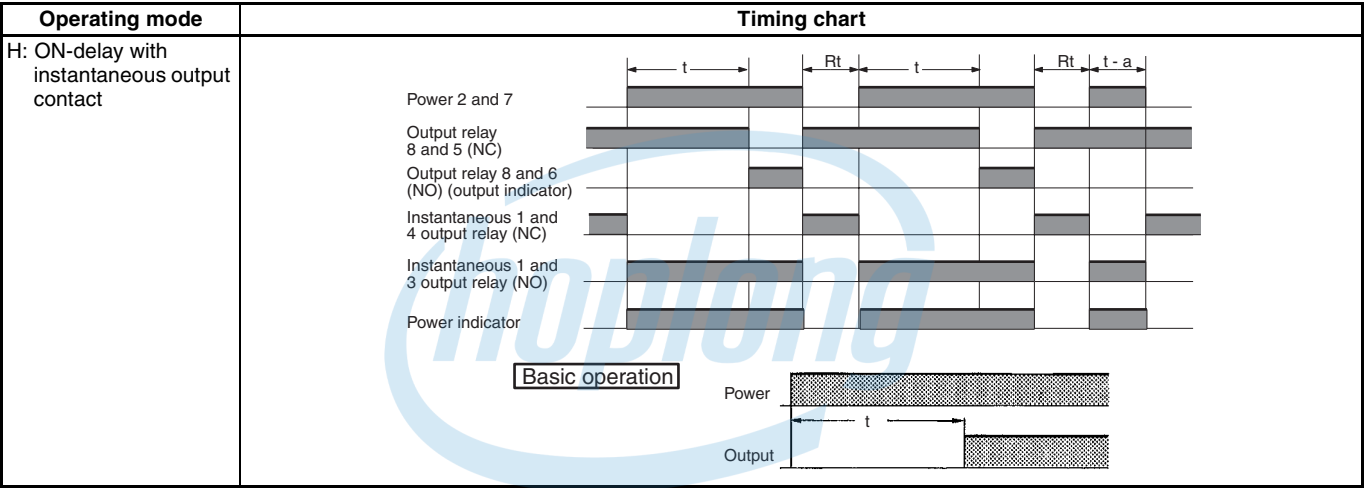 Operating mode
Timing chart
H: ON-delay with
instantaneous output
contact
t
Rt
t
Rt
t - a
Power 2 and 7
Output relay
8 and 5 (NC)
Output relay 8 and 6
(NO) (output indicator)
Instantaneous 1 and
4 output relay (NC)
Instantaneous 1 and
3 output relay (NO)
Power indicator
hoplong
Basic operation
Power
t
Output